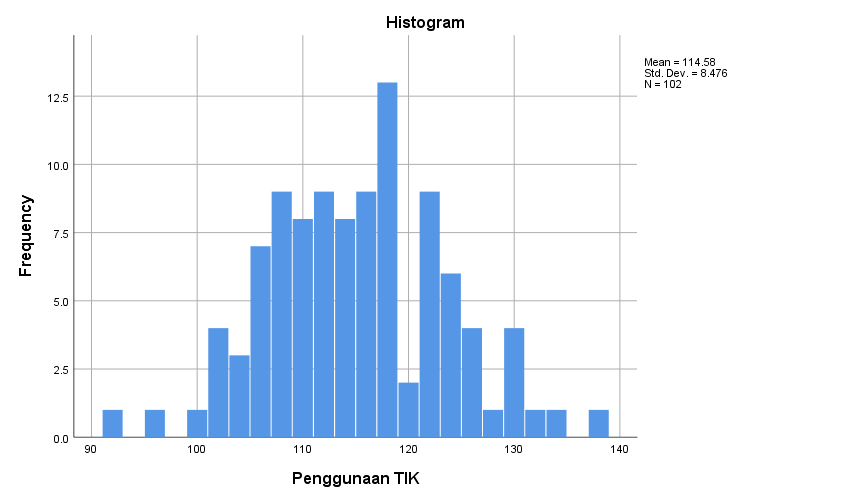 Histogram
Mean = 114.58
Std. Dev. = 8.476
N = 102
12.5
10.0
7.5
5.0
2.5
0.0
Frequency
90 100 110 120 130 140
Penggunaan TIK